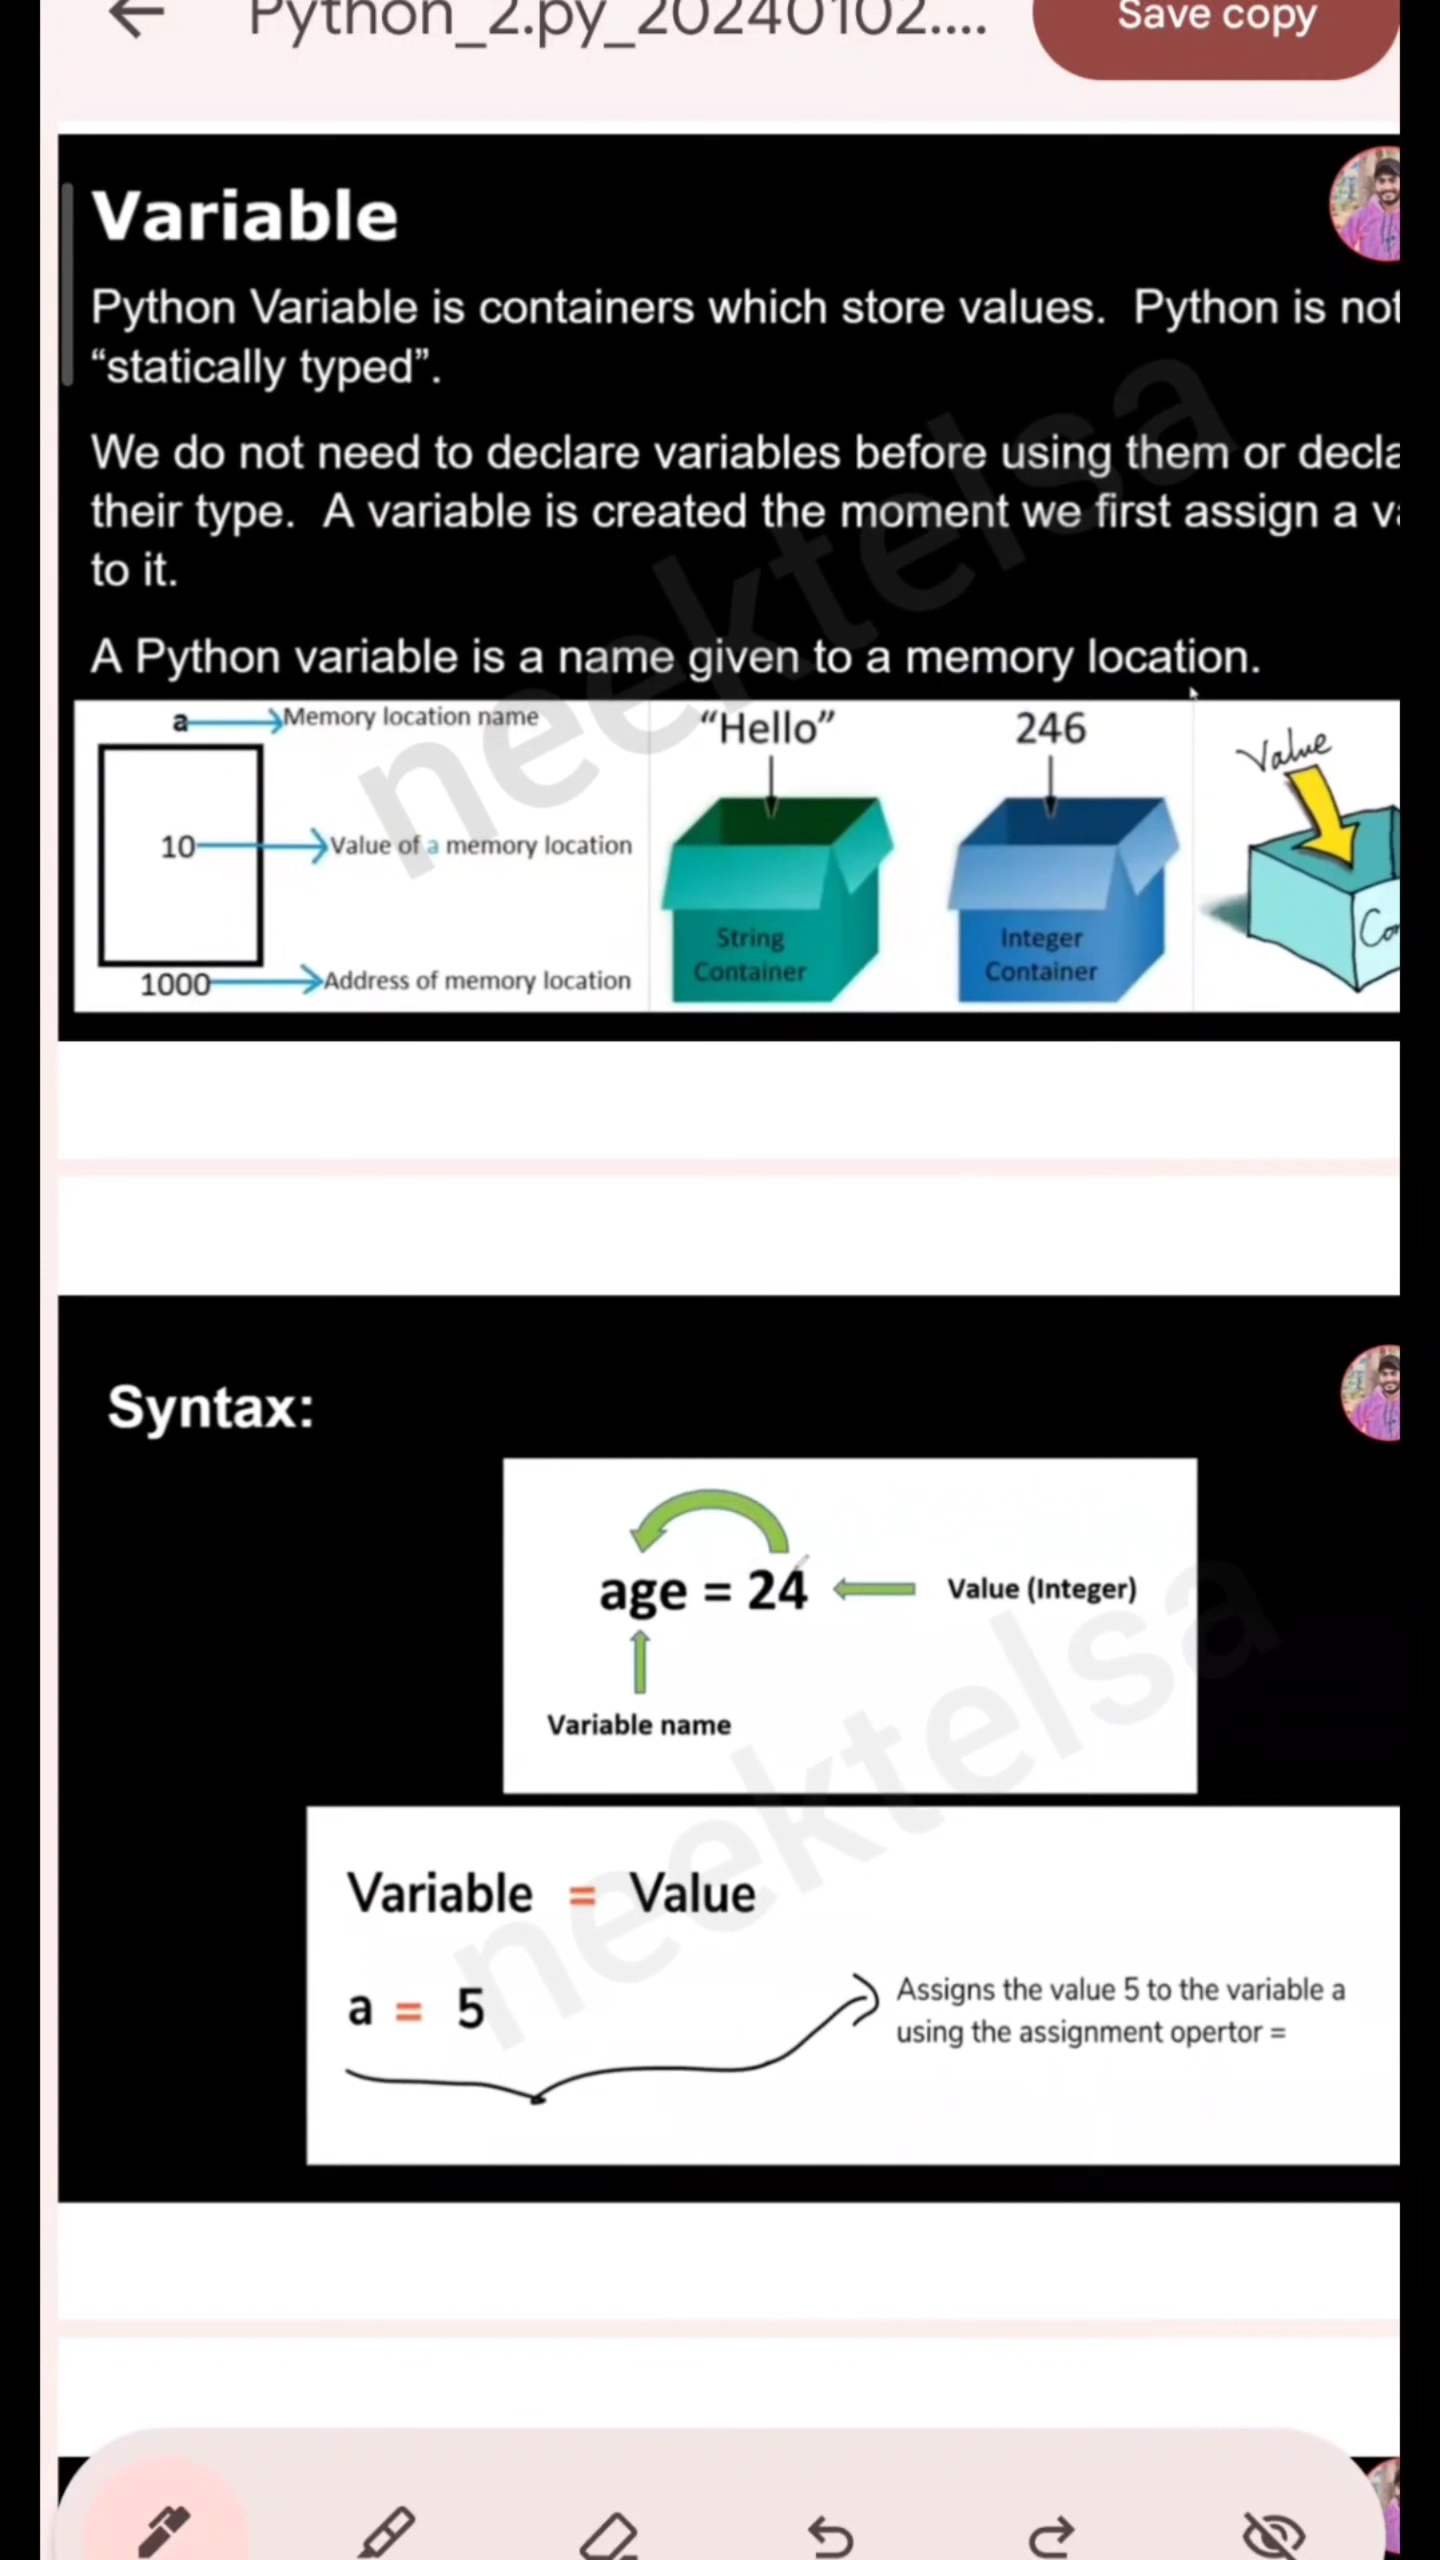 Python_2.py_20240102....
Save copy
Variable
Python Variable is containers which store values. Python is not
“statically typed”.
We do not need to declare variables before using them or decla
their type. A variable is created the moment we first assign a va
to it.
A Python variable is a name given to a memory location.
a Memory location name
“Hello” 246
Value
10 Value of a memory location
String
Container
Integer
Container
Co
1000 Address of memory location
neektelsa
Syntax:
age = 24 Value (Integer)
Variable name
Variable = Value
a = 5
Assigns the value 5 to the variable a
using the assignment opertor =
neektelsa